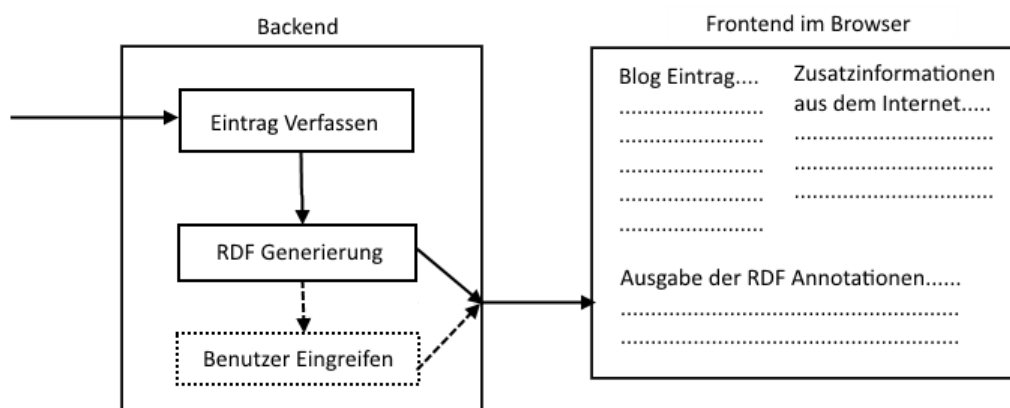 Backend
Eintrag Verfassen
RDF Generierung
Benutzer Eingreifen
Frontend im Browser
Blog Eintrag....
Zusatzinformationen
aus dem Internet.....
Ausgabe der RDF Annotationen......